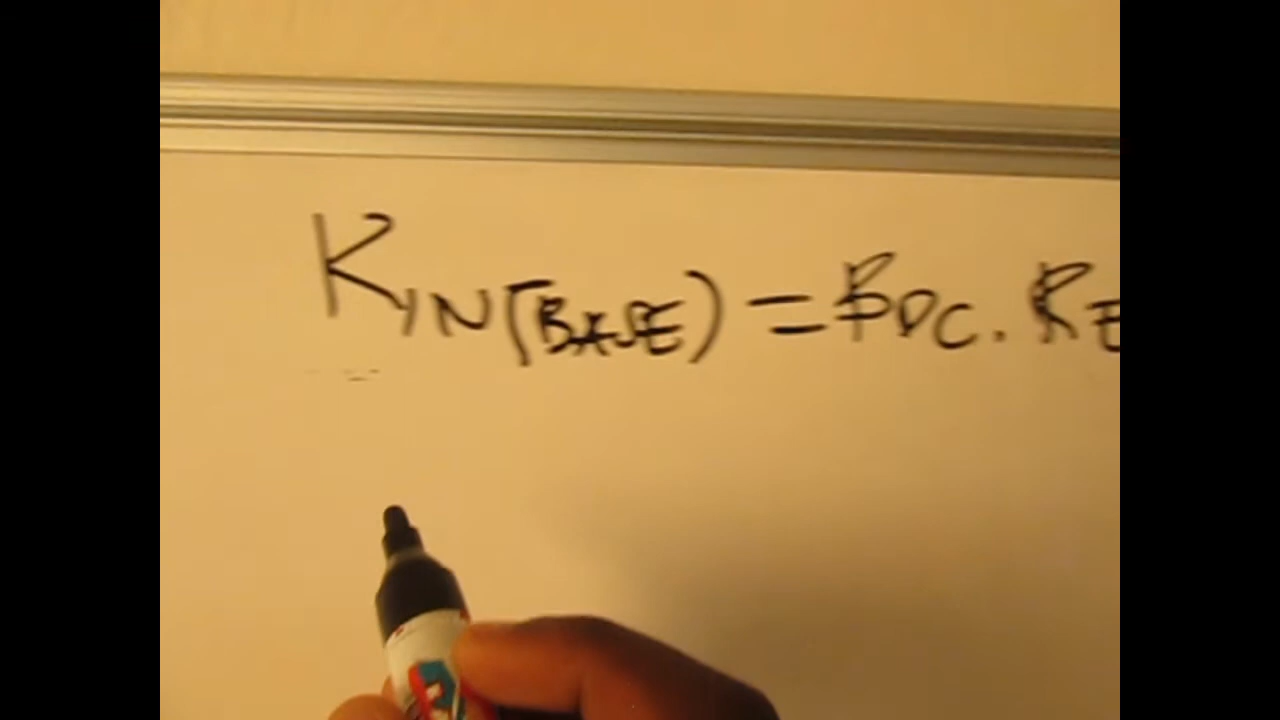 RIN(BASE) = βDC. RE